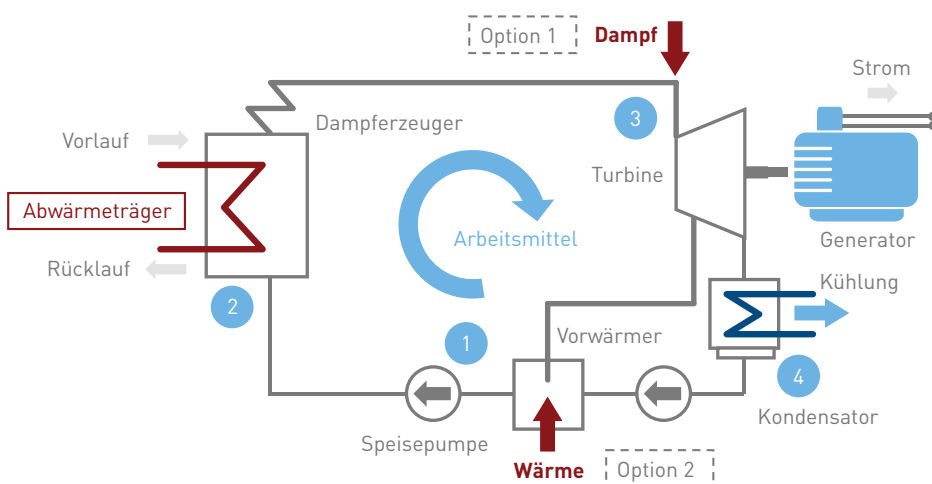 Option 1 Dampf
Strom
3
Dampferzeuger
Vorlauf
Turbine
Abwärmeträger
Arbeitsmittel
Generator
Rücklauf
Kühlung
2
1
Vorwärmer
4
Kondensator
Speisepumpe
Wärme Option 2